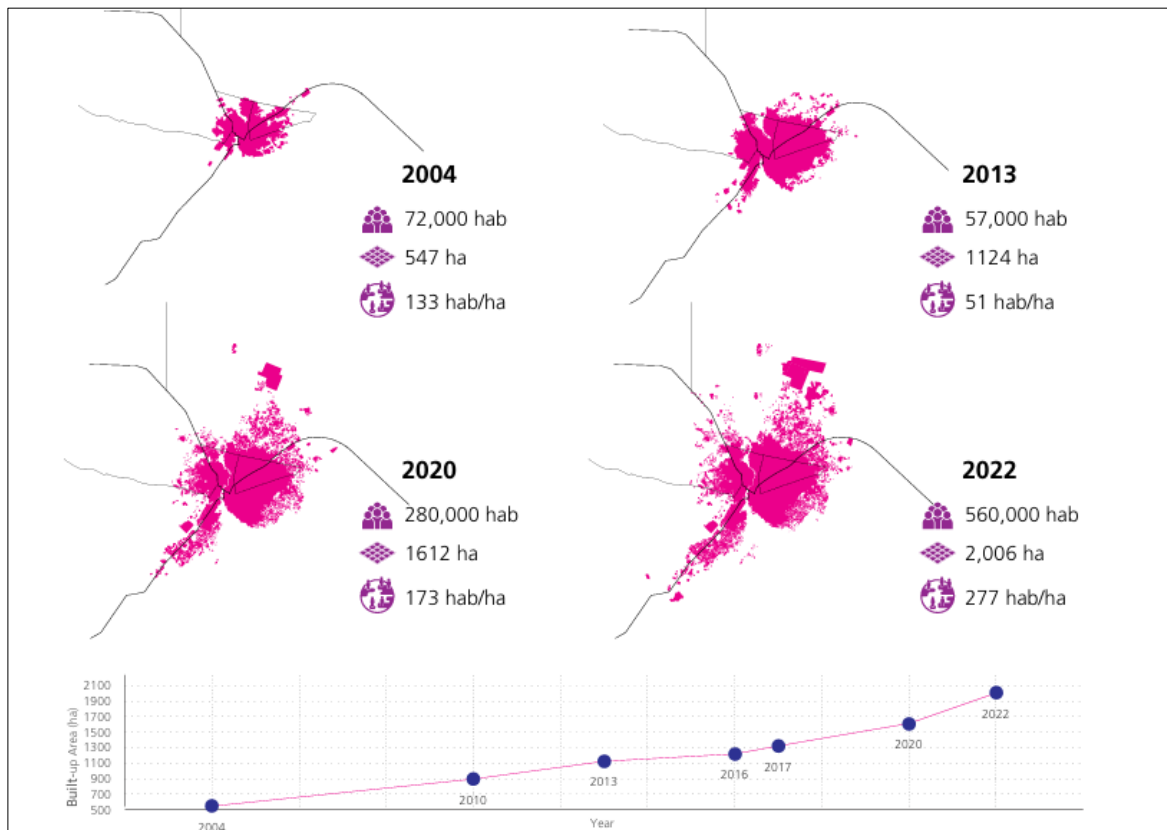 2004
72,000 hab
547 ha
133 hab/ha
2013
57,000 hab
1124 ha
51 hab/ha
2020
280,000 hab
1612 ha
173 hab/ha
2022
560,000 hab
2,006 ha
277 hab/ha
Built-up Area (ha)
2100
1900
1700
1500
1300
1100
900
700
500
2004
2010
2013
2016
2017
2020
2022
Year